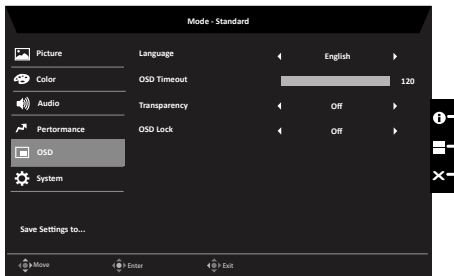 Mode - Standard
Picture
Language
English
Color
OSD Timeout
120
Audio
Transparency
Off
Pertormance
OSD Lock
Off
OSD
System
Save Settings to...
Move
Enter
Exit